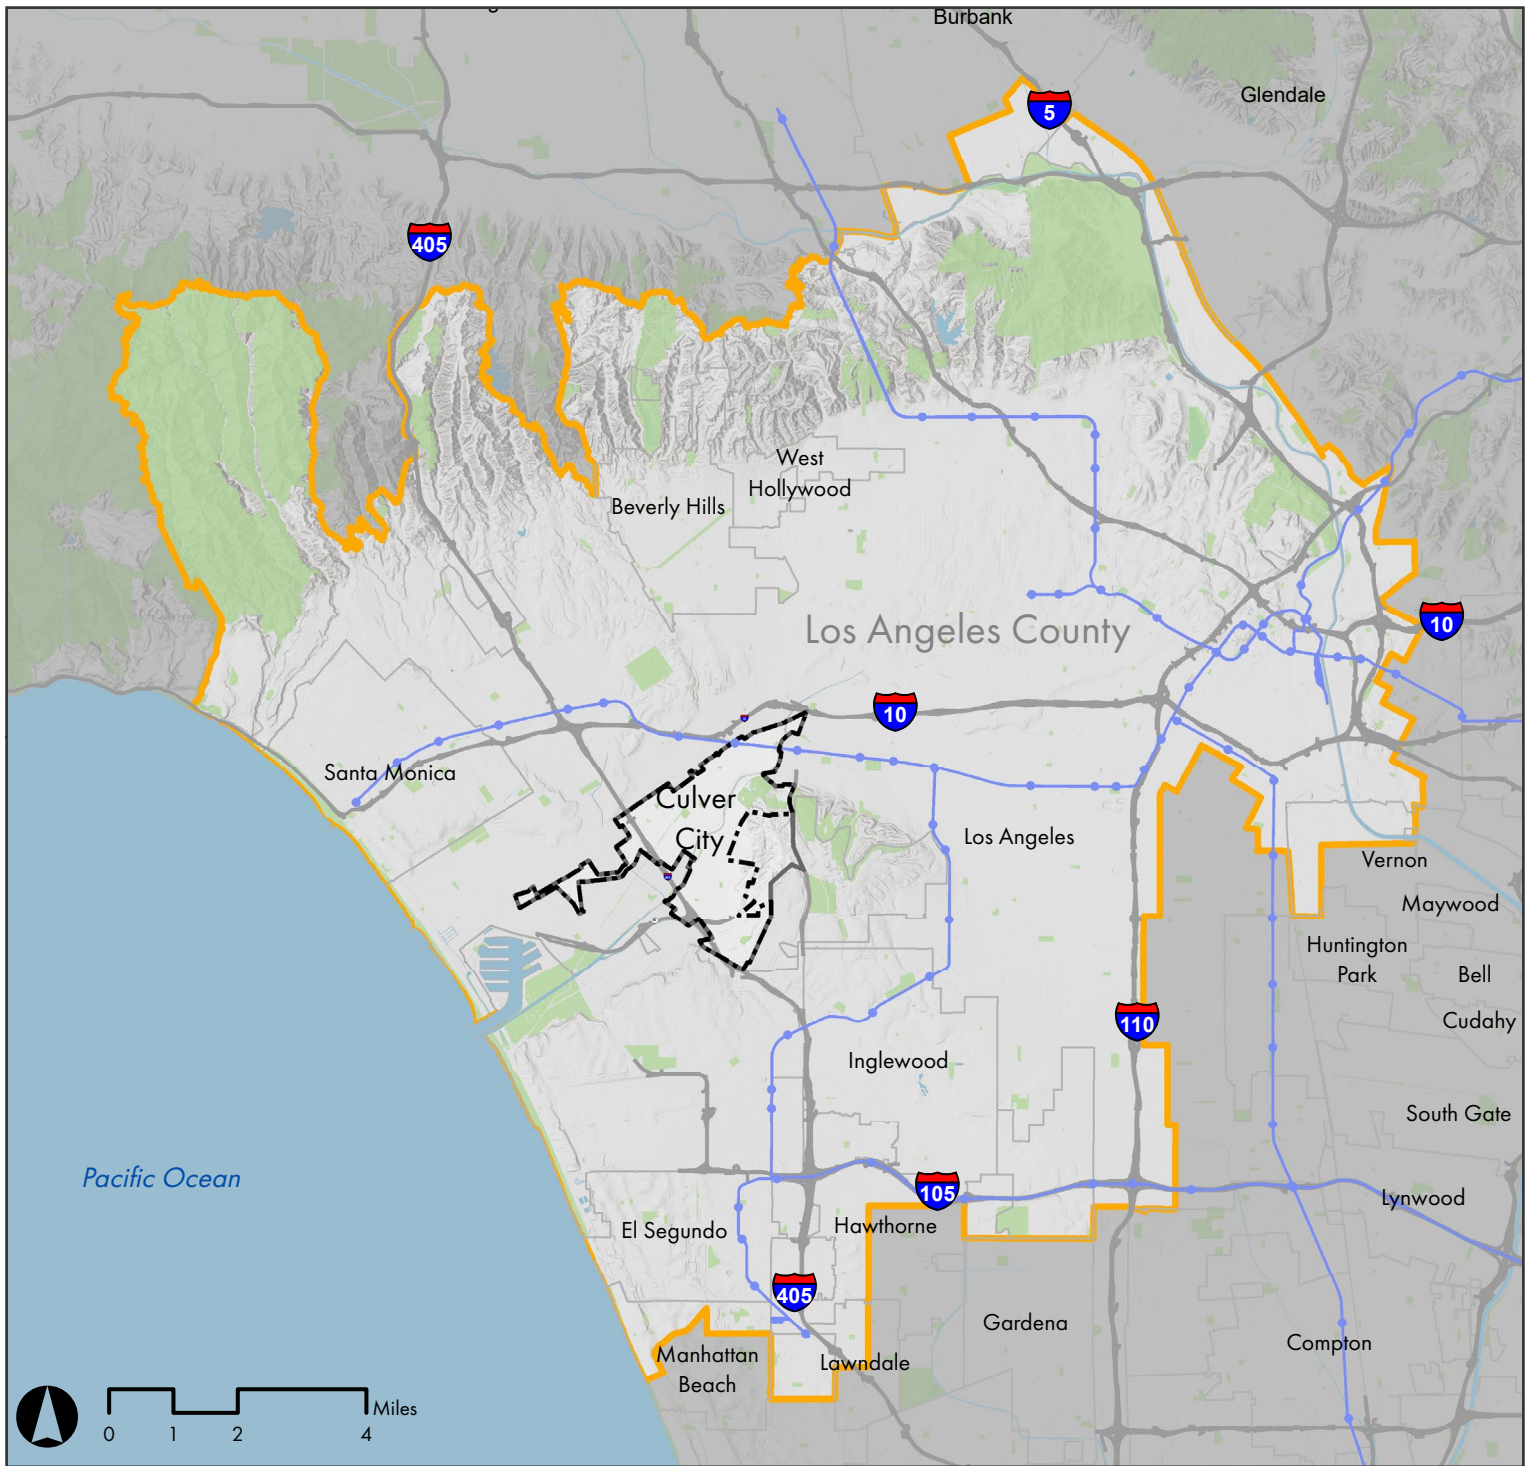 Burbank
Glendale
5
405
West
Hollywood
Beverly Hills
Los Angeles County
10
10
Santa Monica
Culver
City
Los Angeles
Vernon
Maywood
Huntington
Park
Bell
Cudahy
110
Inglewood
South Gate
Pacific Ocean
105
Lynwood
El Segundo
Hawthorne
405
Gardena
Compton
Manhattan
Beach
Lawndale
Miles
0 1 2 4